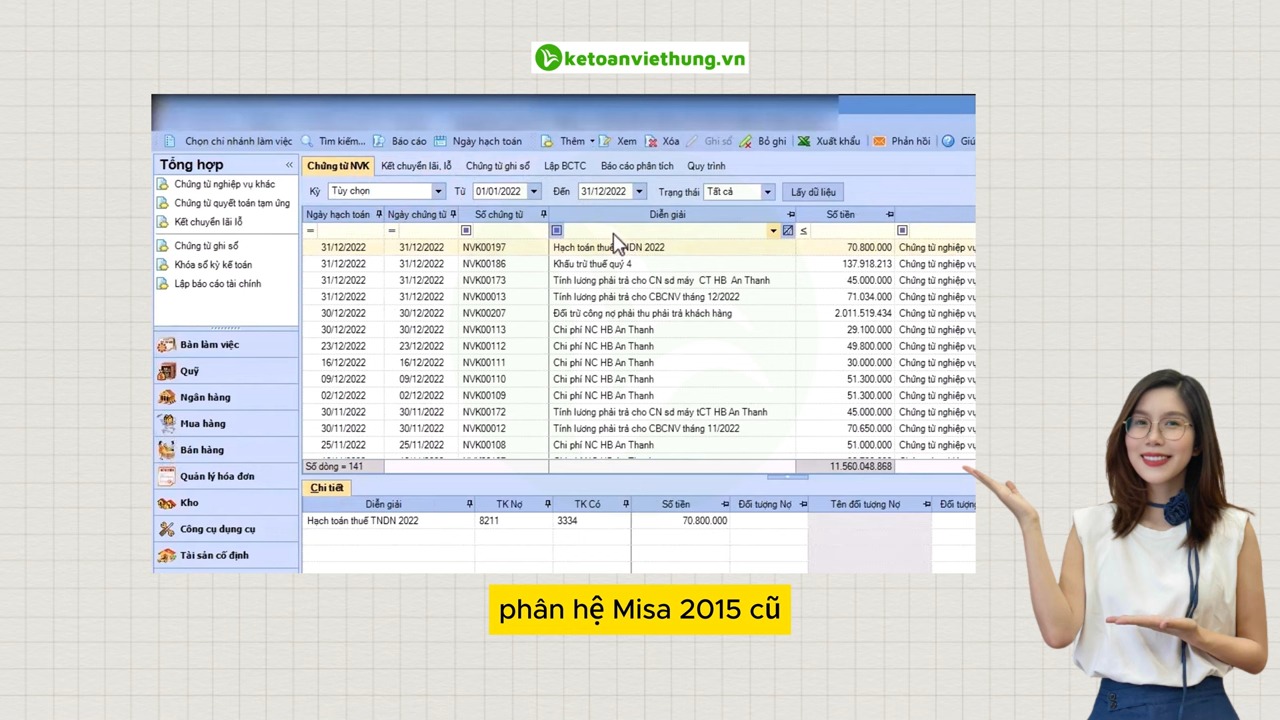 ketoanviethung.vn
Chọn chi nhánh làm việc Tìm kiếm... Báo cáo Ngày hạch toán Thêm Xem Xóa Ghi sổ Bỏ ghi Xuất khẩu Phản hồi Giú
Tổng hợp «
Chứng từ nghiệp vụ khác
Chứng từ quyết toán tạm ứng
Kết chuyển lãi lỗ
Chứng từ ghi sổ
Khóa sổ kỳ kế toán
Lập báo cáo tài chính
Bàn làm việc
Quỹ
Ngân hàng
Mua hàng
Bán hàng
Quản lý hóa đơn
Kho
Công cụ dụng cụ
Tài sản cố định
Chứng từ NVK Kết chuyển lãi, lỗ Chứng từ ghi sổ Lập BCTC Báo cáo phân tích Quy trình
Kỳ Tùy chọn Từ 01/01/2022 Đến 31/12/2022 Trạng thái Tất cả Lấy dữ liệu
Ngày hạch toán Ngày chứng từ Số chứng từ Diễn giải Số tiền
= = ≤
31/12/2022 31/12/2022 NVK00197 Hạch toán thuế TNDN 2022 70.800.000 Chứng từ nghiệp vụ
31/12/2022 31/12/2022 NVK00186 Khấu trừ thuế quý 4 137.918.213 Chứng từ nghiệp vụ
31/12/2022 31/12/2022 NVK00173 Tính lương phải trả cho CN sd máy CT HB An Thanh 45.000.000 Chứng từ nghiệp vụ
31/12/2022 31/12/2022 NVK00013 Tính lương phải trả cho CBCNV tháng 12/2022 71.034.000 Chứng từ nghiệp vụ
30/12/2022 30/12/2022 NVK00207 Đối trừ công nợ phải thu phải trả khách hàng 2.011.519.434 Chứng từ nghiệp vụ
30/12/2022 30/12/2022 NVK00113 Chi phí NC HB An Thanh 29.100.000 Chứng từ nghiệp vụ
23/12/2022 23/12/2022 NVK00112 Chi phí NC HB An Thanh 49.800.000 Chứng từ nghiệp vụ
16/12/2022 16/12/2022 NVK00111 Chi phí NC HB An Thanh 30.000.000 Chứng từ nghiệp vụ
09/12/2022 09/12/2022 NVK00110 Chi phí NC HB An Thanh 51.300.000 Chứng từ nghiệp vụ
02/12/2022 02/12/2022 NVK00109 Chi phí NC HB An Thanh 51.300.000 Chứng từ nghiệp vụ
30/11/2022 30/11/2022 NVK00172 Tính lương phải trả cho CN sd máy tCT HB An Thanh 45.000.000 Chứng từ nghiệp vụ
30/11/2022 30/11/2022 NVK00012 Tính lương phải trả cho CBCNV tháng 11/2022 70.650.000 Chứng từ nghiệp vụ
25/11/2022 25/11/2022 NVK00108 Chi phí NC HB An Thanh 51.000.000 Chứng từ nghiệp vụ
Số dòng = 141 11.560.048.868
Chi tiết
Diễn giải TK Nợ TK Có Số tiền Đối tượng Nợ Tên đối tượng Nợ Đối tượng
Hạch toán thuế TNDN 2022 8211 3334 70.800.000
phân hệ Misa 2015 cũ